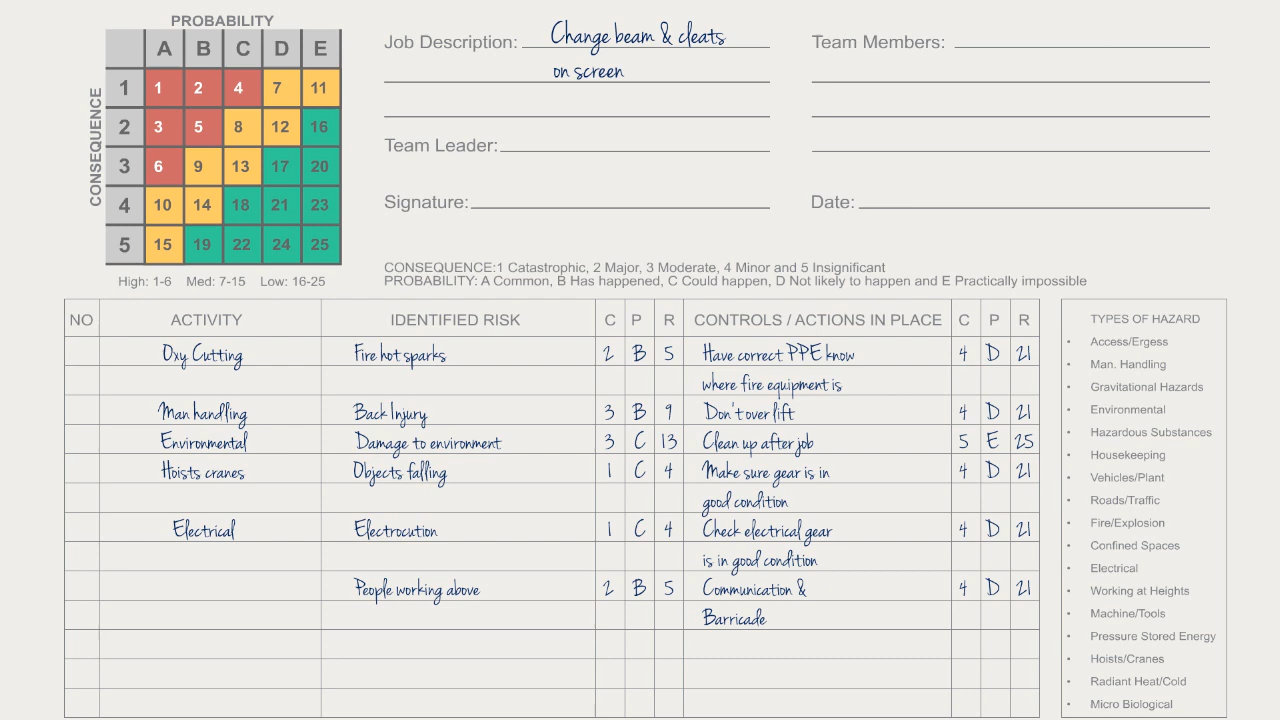 PROBABILITY
CONSEQUENCE
A B C D E
1 1 2 4 7 11
2 3 5 8 12 16
3 6 9 13 17 20
4 10 14 18 21 23
5 15 19 22 24 25
High: 1-6 Med: 7-15 Low: 16-25
Job Description: Change beam & cleats
on screen
Team Leader:
Signature:
Team Members:
Date:
CONSEQUENCE:1 Catastrophic, 2 Major, 3 Moderate, 4 Minor and 5 Insignificant
PROBABILITY: A Common, B Has happened, C Could happen, D Not likely to happen and E Practically impossible
NO ACTIVITY IDENTIFIED RISK C P R CONTROLS / ACTIONS IN PLACE C P R
Oxy Cutting Fire hot sparks 2 B 5 Have correct PPE know 4 D 21
where fire equipment is
Man handling Back Injury 3 B 9 Don't over lift 4 D 21
Environmental Damage to environment 3 C 13 Clean up after job 5 E 25
Hoists cranes Objects falling 1 C 4 Make sure gear is in 4 D 21
good condition
Electrical Electrocution 1 C 4 Check electrical gear 4 D 21
is in good condition
People working above 2 B 5 Communication & 4 D 21
Barricade
TYPES OF HAZARD
• Access/Ergess
• Man. Handling
• Gravitational Hazards
• Environmental
• Hazardous Substances
• Housekeeping
• Vehicles/Plant
• Roads/Traffic
• Fire/Explosion
• Confined Spaces
• Electrical
• Working at Heights
• Machine/Tools
• Pressure Stored Energy
• Hoists/Cranes
• Radiant Heat/Cold
• Micro Biological